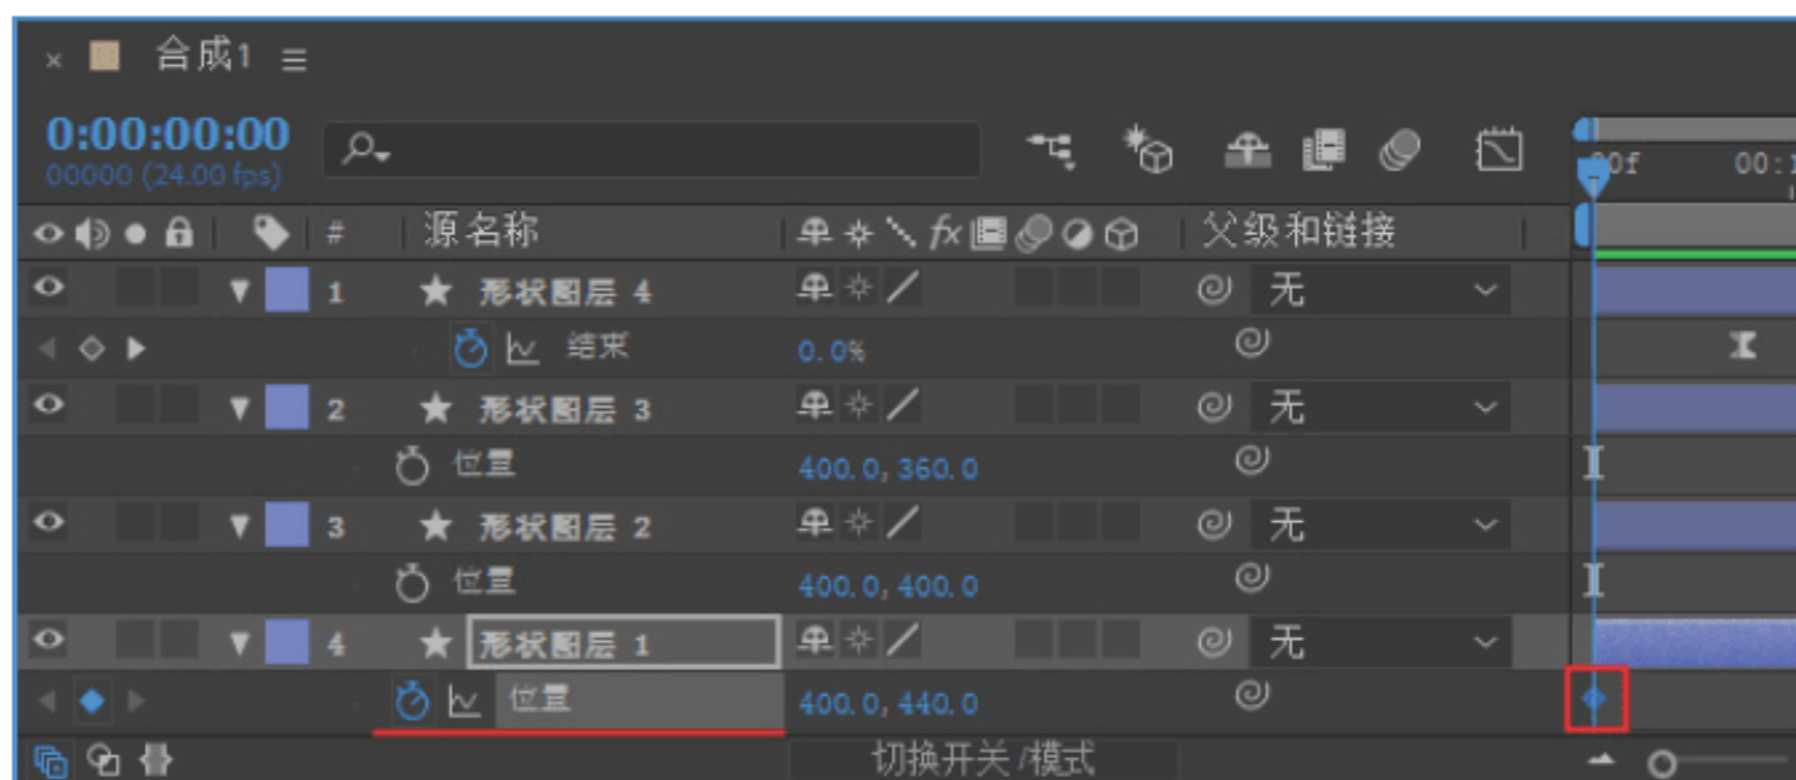 合成1
0:00:00:00
00000 (24.00 fps)
00f
# 源名称 fx 父级和链接
1 形状图层 4 无
结束 0.0%
2 形状图层 3 无
位置 400.0,360.0
3 形状图层 2 无
位置 400.0,400.0
4 形状图层 1 无
位置 400.0,440.0
切换开关/模式